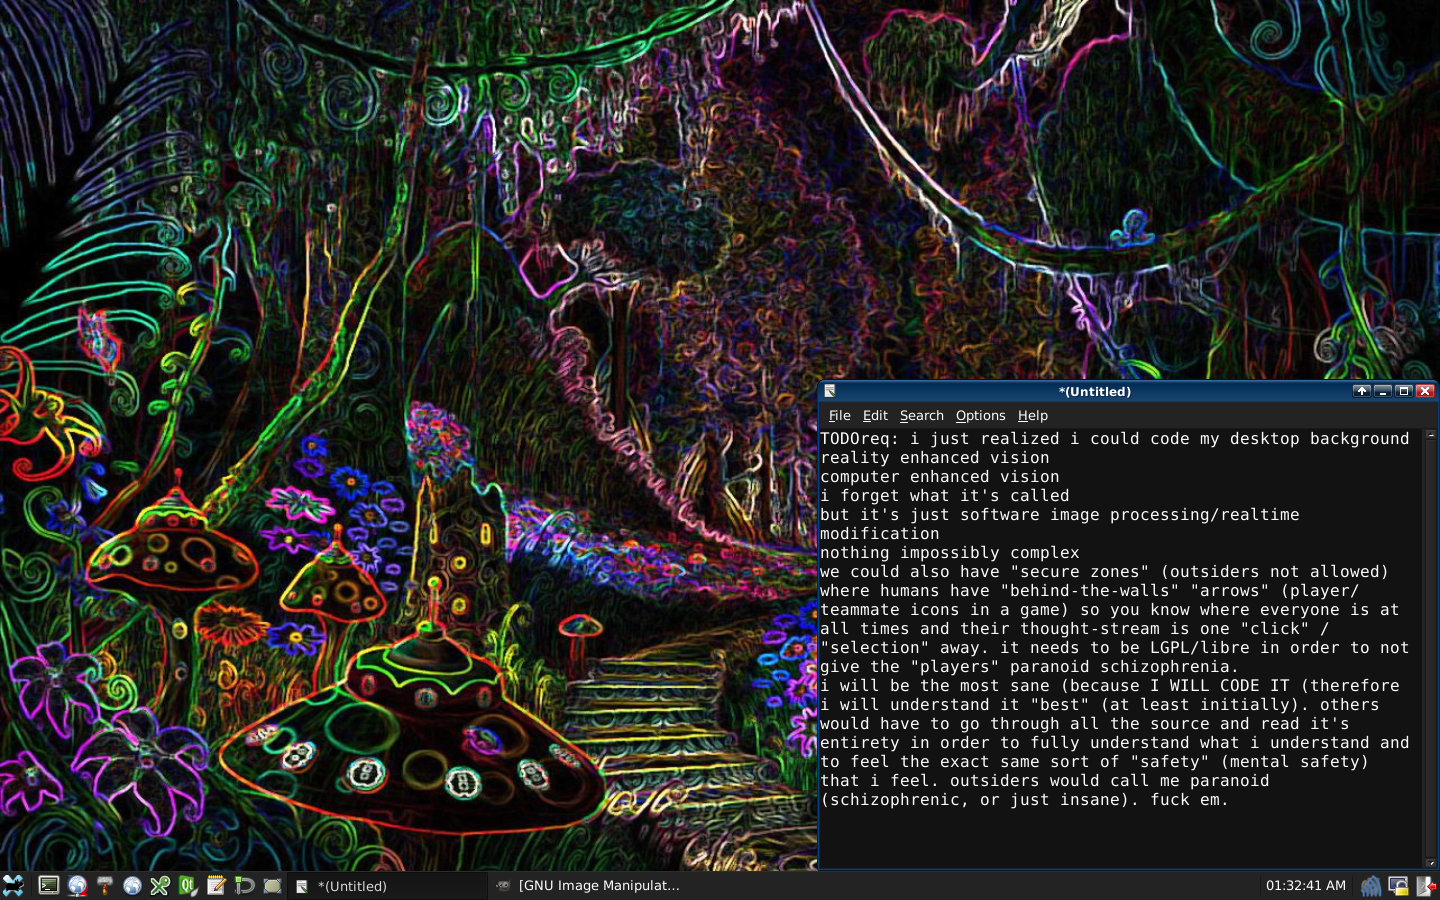 *(Untitled)
File Edit Search Options Help
TODOreq: i just realized i could code my desktop background
reality enhanced vision
computer enhanced vision
i forget what it's called
but it's just software image processing/realtime
modification
nothing impossibly complex
we could also have "secure zones" (outsiders not allowed)
where humans have "behind-the-walls" "arrows" (player/
teammate icons in a game) so you know where everyone is at
all times and their thought-stream is one "click" /
"selection" away. it needs to be LGPL/libre in order to not
give the "players" paranoid schizophrenia.
i will be the most sane (because I WILL CODE IT (therefore
i will understand it "best" (at least initially). others
would have to go through all the source and read it's
entirety in order to fully understand what i understand and
to feel the exact same sort of "safety" (mental safety)
that i feel. outsiders would call me paranoid
(schizophrenic, or just insane). fuck em.
*(Untitled) [GNU Image Manipulat... 01:32:41 AM